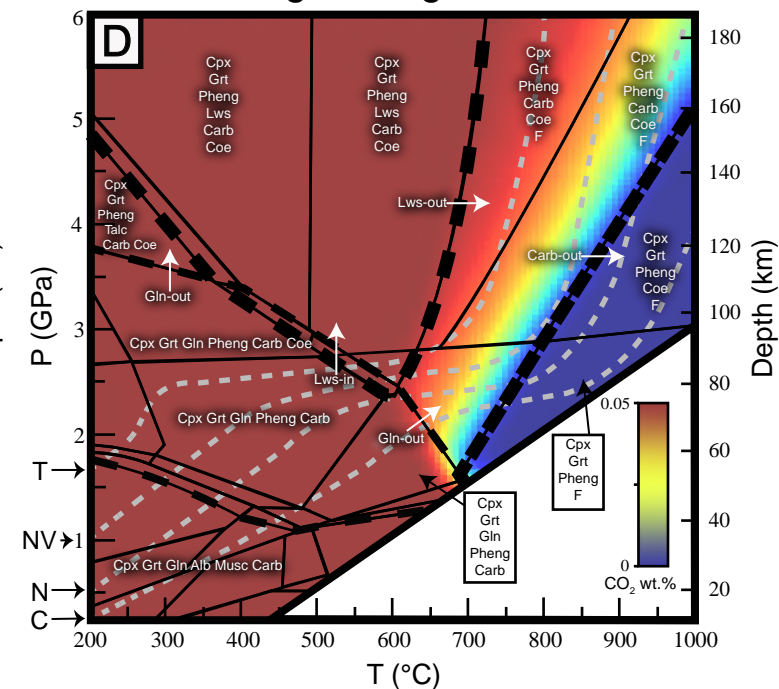 D
Cpx
Grt
Pheng
Lws
Carb
Coe
Cpx
Grt
Pheng
Lws
Carb
Coe
Cpx
Grt
Pheng
Carb
Coe
F
Cpx
Grt
Pheng
Carb
Coe
F
Cpx
Grt
Pheng
Talc
Carb Coe
Lws-out
Carb-out
Cpx
Grt
Pheng
Coe
F
Gln-out
Cpx Grt Gln Pheng Carb Coe
Lws-in
Cpx Grt Gln Pheng Carb
Gln-out
Cpx
Grt
Pheng
F
Cpx
Grt
Gln
Pheng
Carb
Cpx Grt Gln Alb Musc Carb
0.05
0
CO2 wt.%
6
5
4
3
2
1
P (GPa)
T
NV
N
C
180
160
140
120
100
80
60
40
20
Depth (km)
200 300 400 500 600 700 800 900 1000
T (°C)